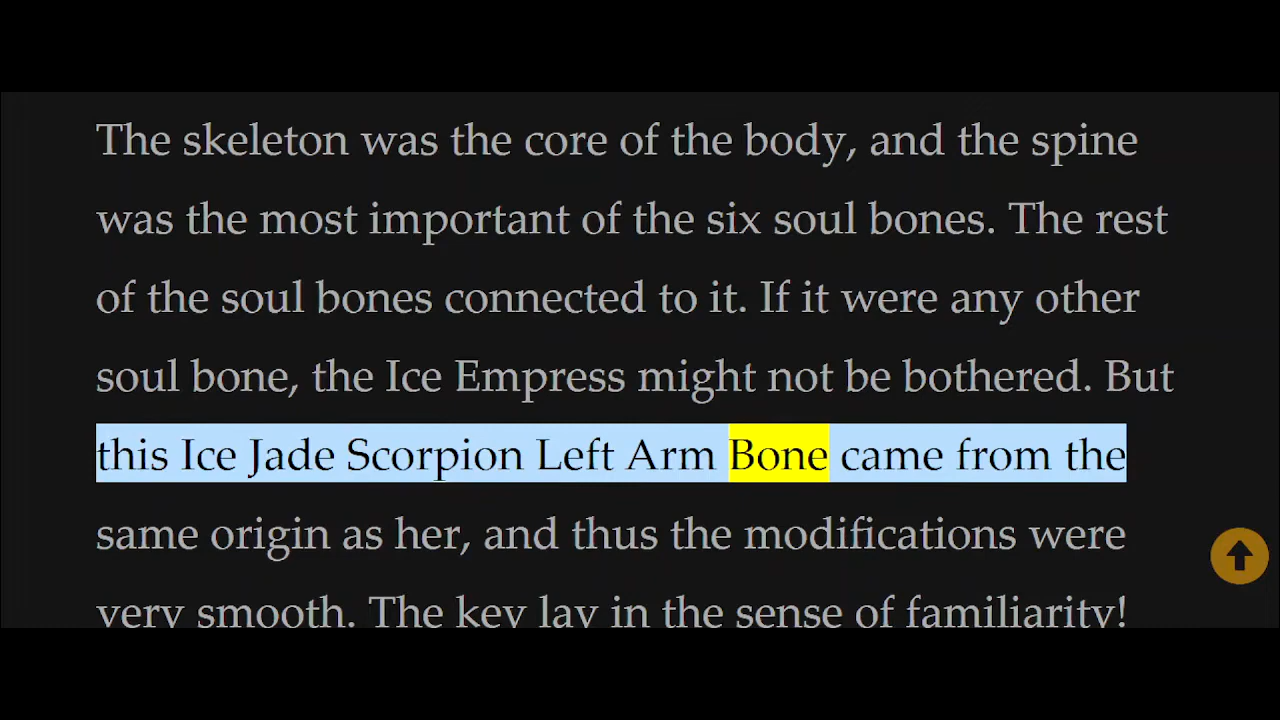 The skeleton was the core of the body, and the spine
was the most important of the six soul bones. The rest
of the soul bones connected to it. If it were any other
soul bone, the Ice Empress might not be bothered. But
this Ice Jade Scorpion Left Arm Bone came from the
same origin as her, and thus the modifications were
very smooth. The key lay in the sense of familiarity!